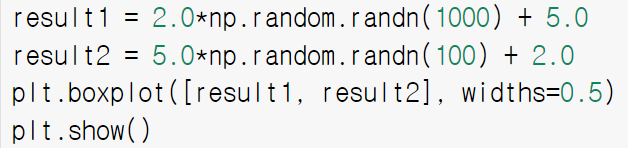 result1 = 2.0*np.random.randn(1000) + 5.0
result2 = 5.0*np.random.randn(100) + 2.0
plt.boxplot([result1, result2], widths=0.5)
plt.show()